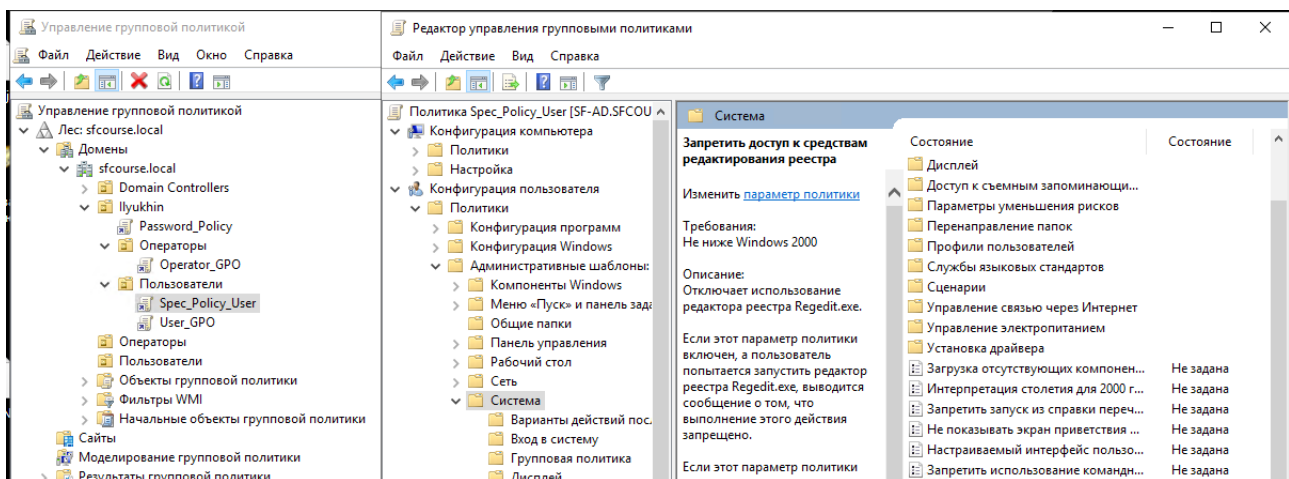 Управление групповой политикой
Файл Действие Вид Окно Справка
Управление групповой политикой
Лес: sfcourse.local
Домены
sfcourse.local
Domain Controllers
Ilyukhin
Password_Policy
Операторы
Operator_GPO
Пользователи
Spec_Policy_User
User_GPO
Операторы
Пользователи
Объекты групповой политики
Фильтры WMI
Начальные объекты групповой политики
Сайты
Моделирование групповой политики
Результаты групповой политики
Редактор управления групповыми политиками
Файл Действие Вид Справка
Политика Spec_Policy_User [SF-AD.SFCOU
Конфигурация компьютера
Политики
Настройка
Конфигурация пользователя
Политики
Конфигурация программ
Конфигурация Windows
Административные шаблоны:
Компоненты Windows
Меню «Пуск» и панель зада
Общие папки
Панель управления
Рабочий стол
Сеть
Система
Варианты действий пос.
Вход в систему
Групповая политика
Дисплей
Система
Запретить доступ к средствам
редактирования реестра
Изменить параметр политики
Требования:
Не ниже Windows 2000
Описание:
Отключает использование
редактора реестра Regedit.exe.
Если этот параметр политики
включен, а пользователь
попытается запустить редактор
реестра Regedit.exe, выводится
сообщение о том, что
выполнение этого действия
запрещено.
Если этот параметр политики
Состояние Состояние
Дисплей
Доступ к съемным запоминающи...
Параметры уменьшения рисков
Перенаправление папок
Профили пользователей
Службы языковых стандартов
Сценарии
Управление связью через Интернет
Управление электропитанием
Установка драйвера
Загрузка отсутствующих компонен... Не задана
Интерпретация столетия для 2000 г... Не задана
Запретить запуск из справки переч... Не задана
Не показывать экран приветствия ... Не задана
Настраиваемый интерфейс пользо... Не задана
Запретить использование командн... Не задана